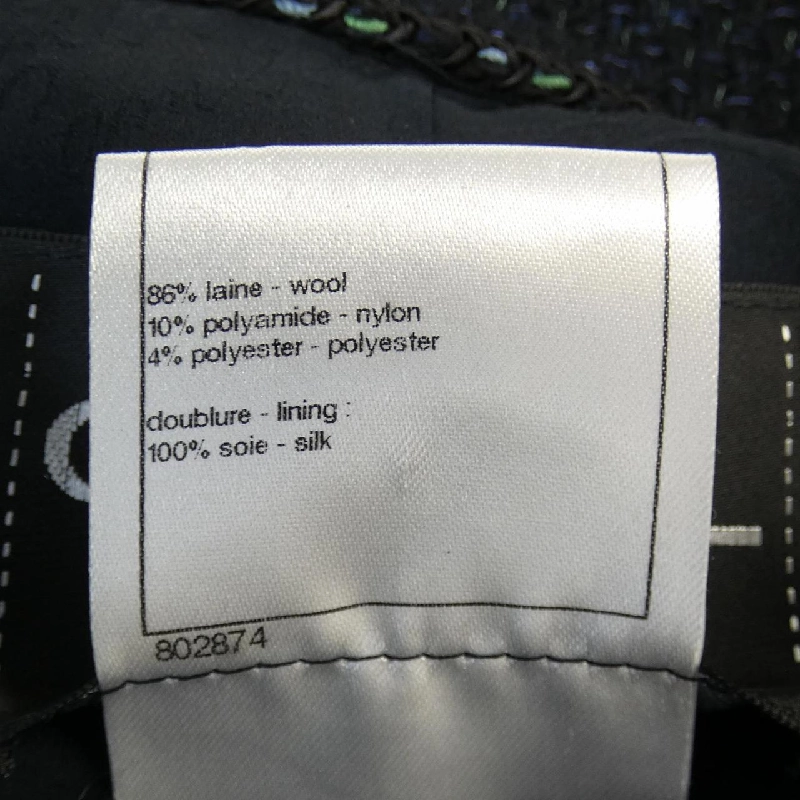 86% laine - wool
10% polyamide - nylon
4% polyester - polyester
doublure - lining :
100% soie - silk
802874